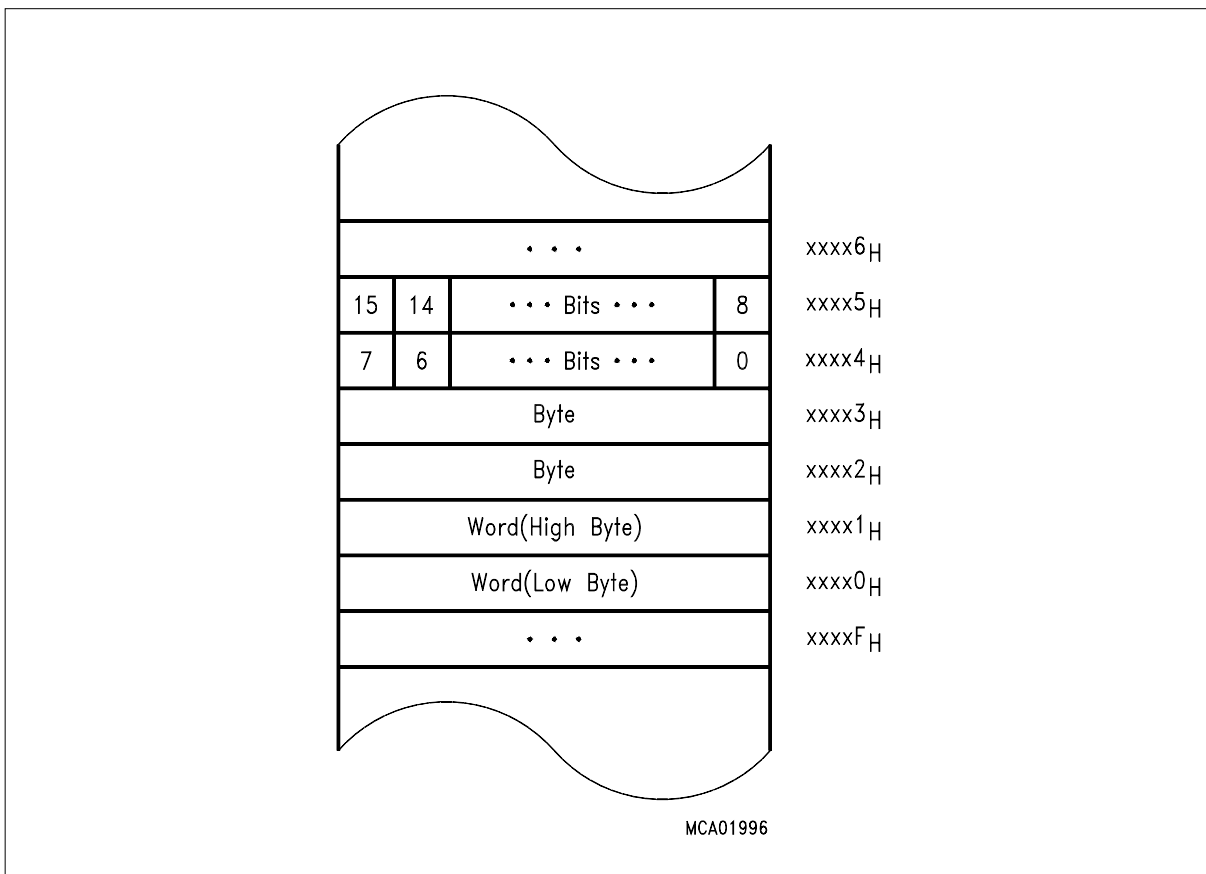 • • • xxxx6H
15 14 • • • Bits • • • 8 xxxx5H
7 6 • • • Bits • • • 0 xxxx4H
Byte xxxx3H
Byte xxxx2H
Word(High Byte) xxxx1H
Word(Low Byte) xxxx0H
• • • xxxxFH
MCA01996